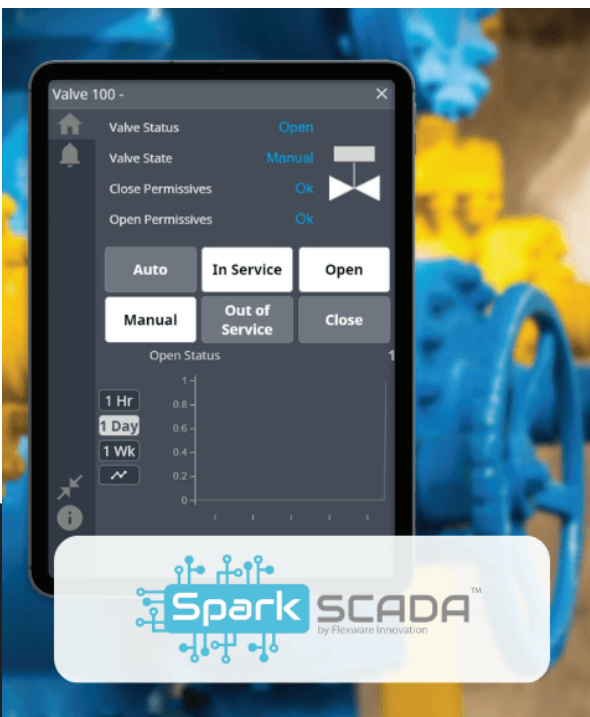 Valve 100 -
Valve Status Open
Valve State Manual
Close Permissives Ok
Open Permissives Ok
Auto In Service Open
Manual Out of Service Close
Open Status 1
1
0.8
0.6
0.4
0.2
0
1 Hr
1 Day
1 Wk
Spark SCADA™
by Flexware Innovation